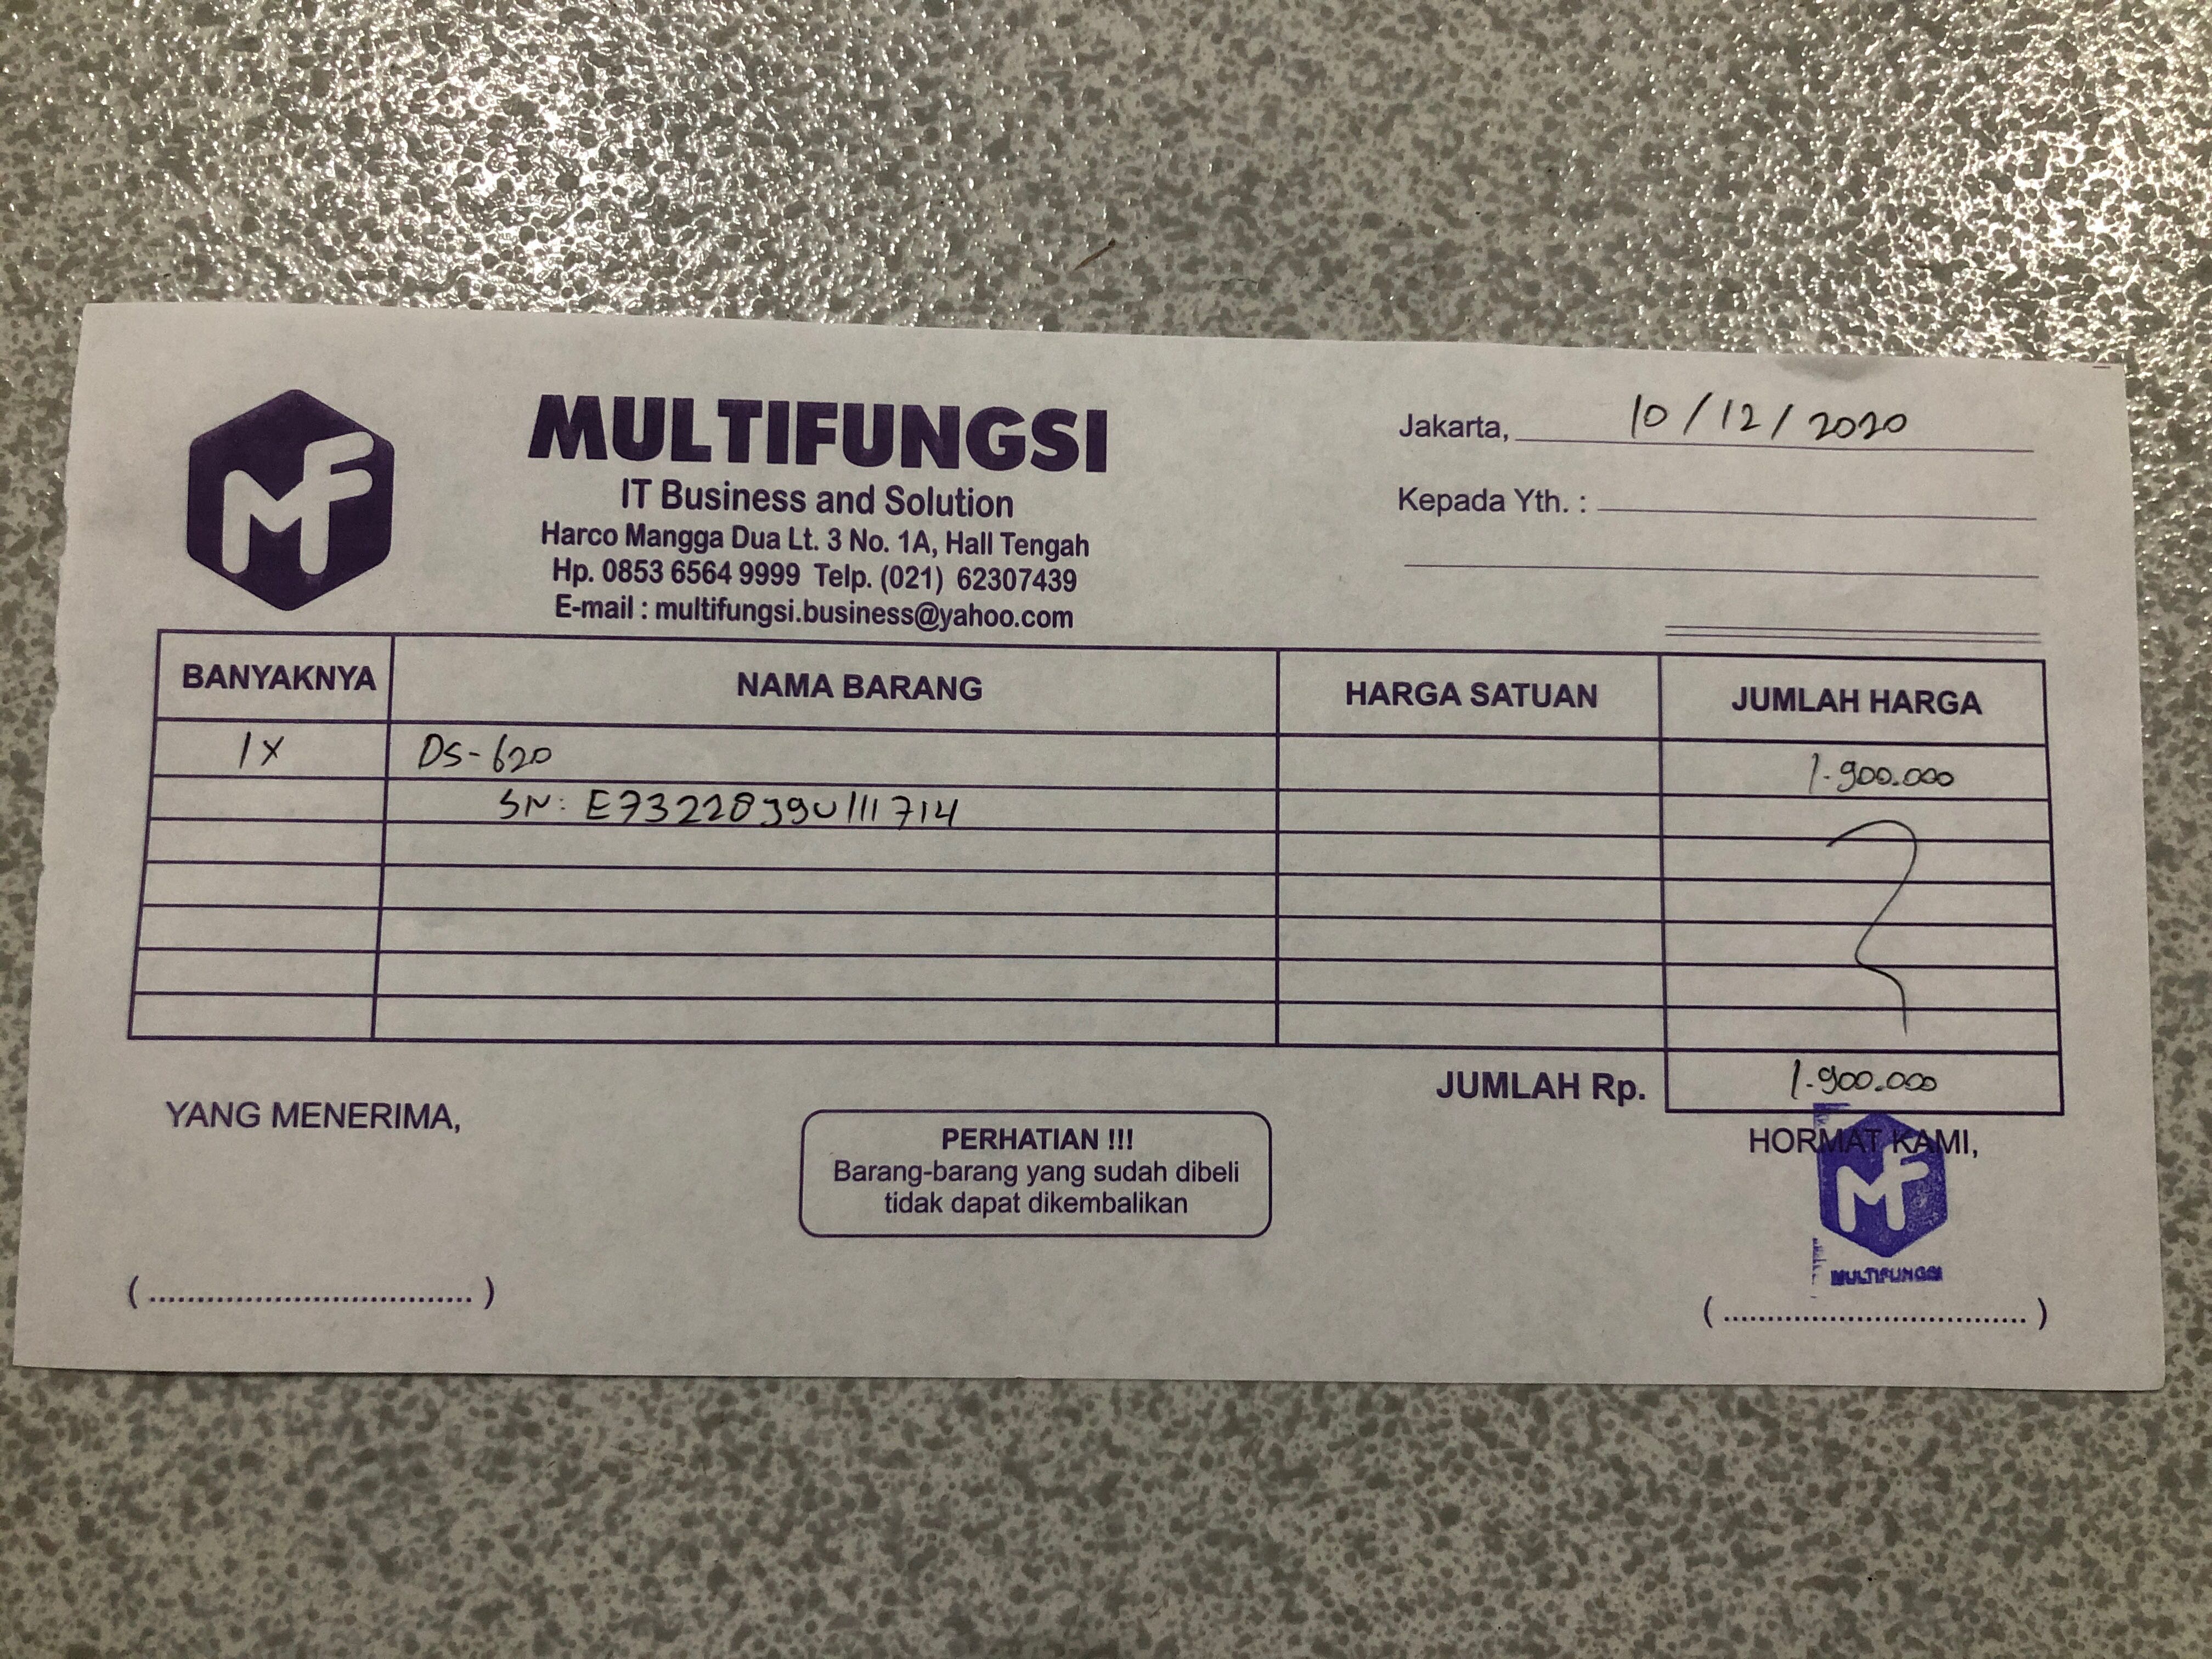 MF
MULTIFUNGSI
IT Business and Solution
Harco Mangga Dua Lt. 3 No. 1A, Hall Tengah
Hp. 0853 6564 9999 Telp. (021) 62307439
E-mail : multifungsi.business@yahoo.com
Jakarta, 10/12/2020
Kepada Yth. :
BANYAKNYA NAMA BARANG HARGA SATUAN JUMLAH HARGA
1X DS-620 1.900.000
SN: E73228J9U111714
JUMLAH Rp. 1.900.000
YANG MENERIMA,
PERHATIAN !!!
Barang-barang yang sudah dibeli
tidak dapat dikembalikan
HORMAT KAMI,
MF
MULTIFUNGSI
(.................................)
(.................................)